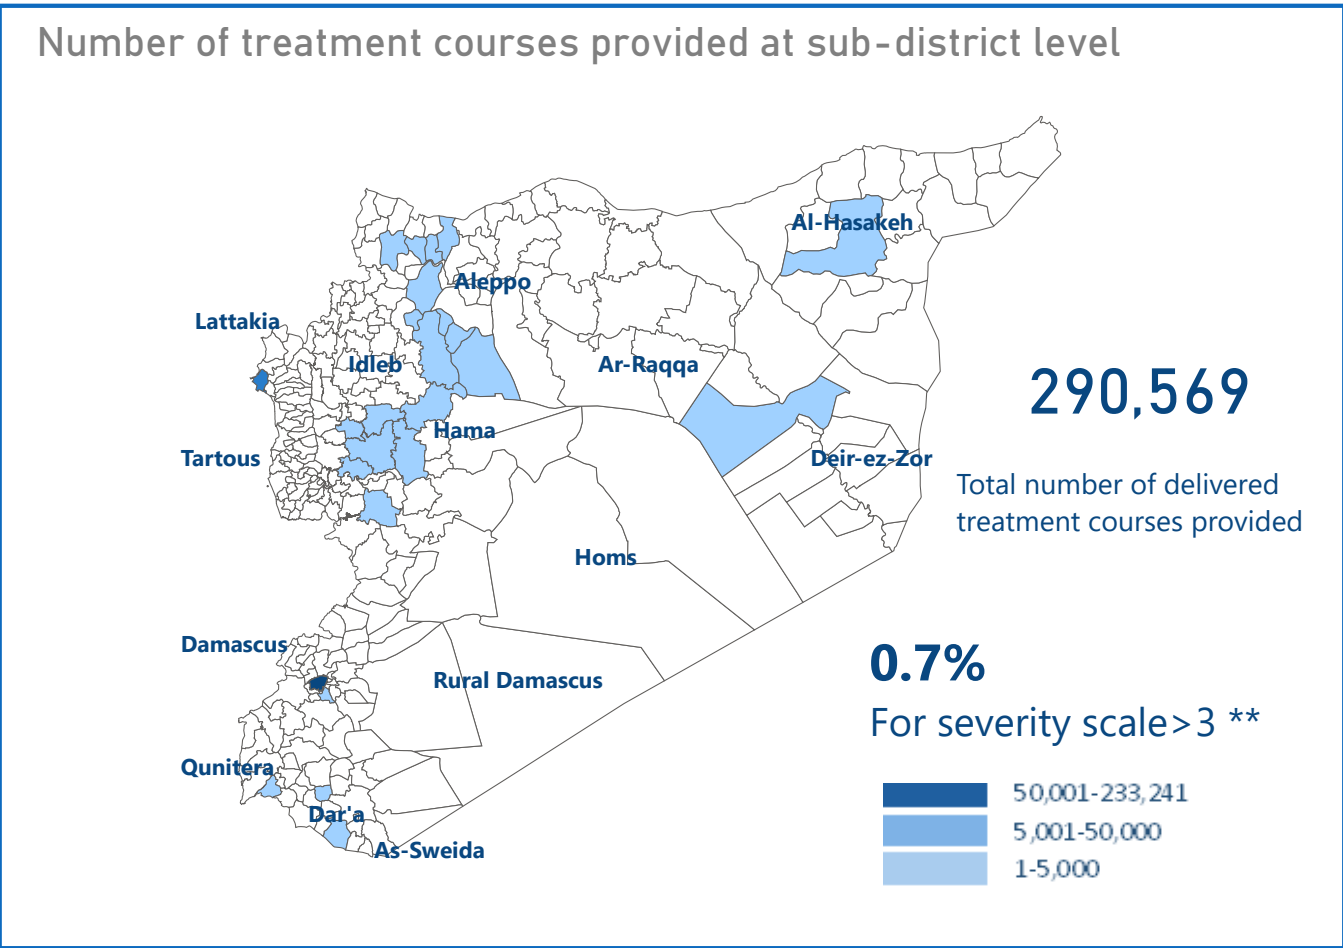 Number of treatment courses provided at sub-district level
Al-Hasakeh
Aleppo
Lattakia
Idleb
Ar-Raqqa
290,569
Hama
Tartous
Deir-ez-Zor
Total number of delivered
treatment courses provided
Homs
Damascus
0.7%
Rural Damascus
For severity scale>3 **
Qunitera
50,001-233,241
Dar'a
5,001-50,000
As-Sweida
1-5,000